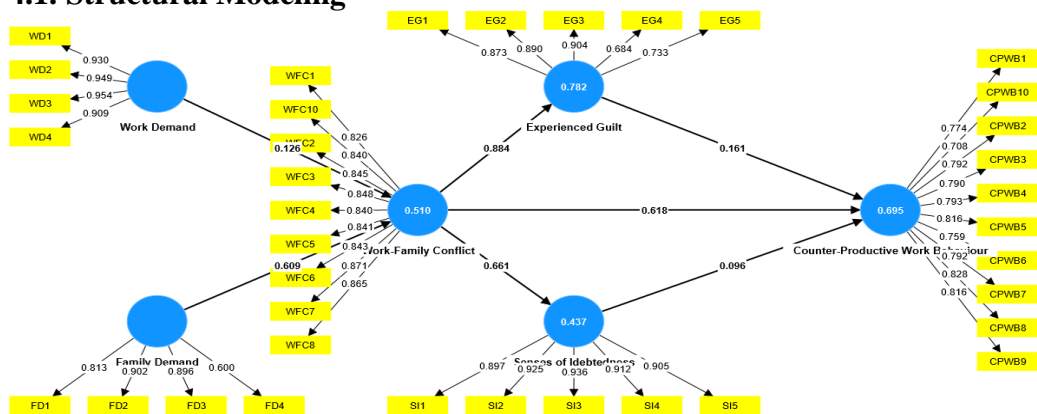 4.1. Structural Modeling
WD1
WD2
WD3
WD4
0.930
0.949
0.954
0.909
Work Demand
0.126
EG1
EG2
EG3
EG4
EG5
0.873
0.890
0.904
0.684
0.733
0.782
Experienced Guilt
0.884
0.161
WFC1
WFC10
WFC2
WFC3
WFC4
WFC5
WFC6
WFC7
WFC8
0.826
0.840
0.845
0.848
0.840
0.841
0.843
0.871
0.865
0.510
Work-Family Conflict
0.618
0.609
0.661
0.096
CPWB1
CPWB10
CPWB2
CPWB3
CPWB4
CPWB5
CPWB6
CPWB7
CPWB8
CPWB9
0.774
0.708
0.792
0.790
0.793
0.816
0.759
0.792
0.828
0.816
0.695
Counter-Productive Work Behaviour
Family Demand
0.813
0.902
0.896
0.600
FD1
FD2
FD3
FD4
0.437
Senses of Idebtedness
0.897
0.925
0.936
0.912
0.905
SI1
SI2
SI3
SI4
SI5